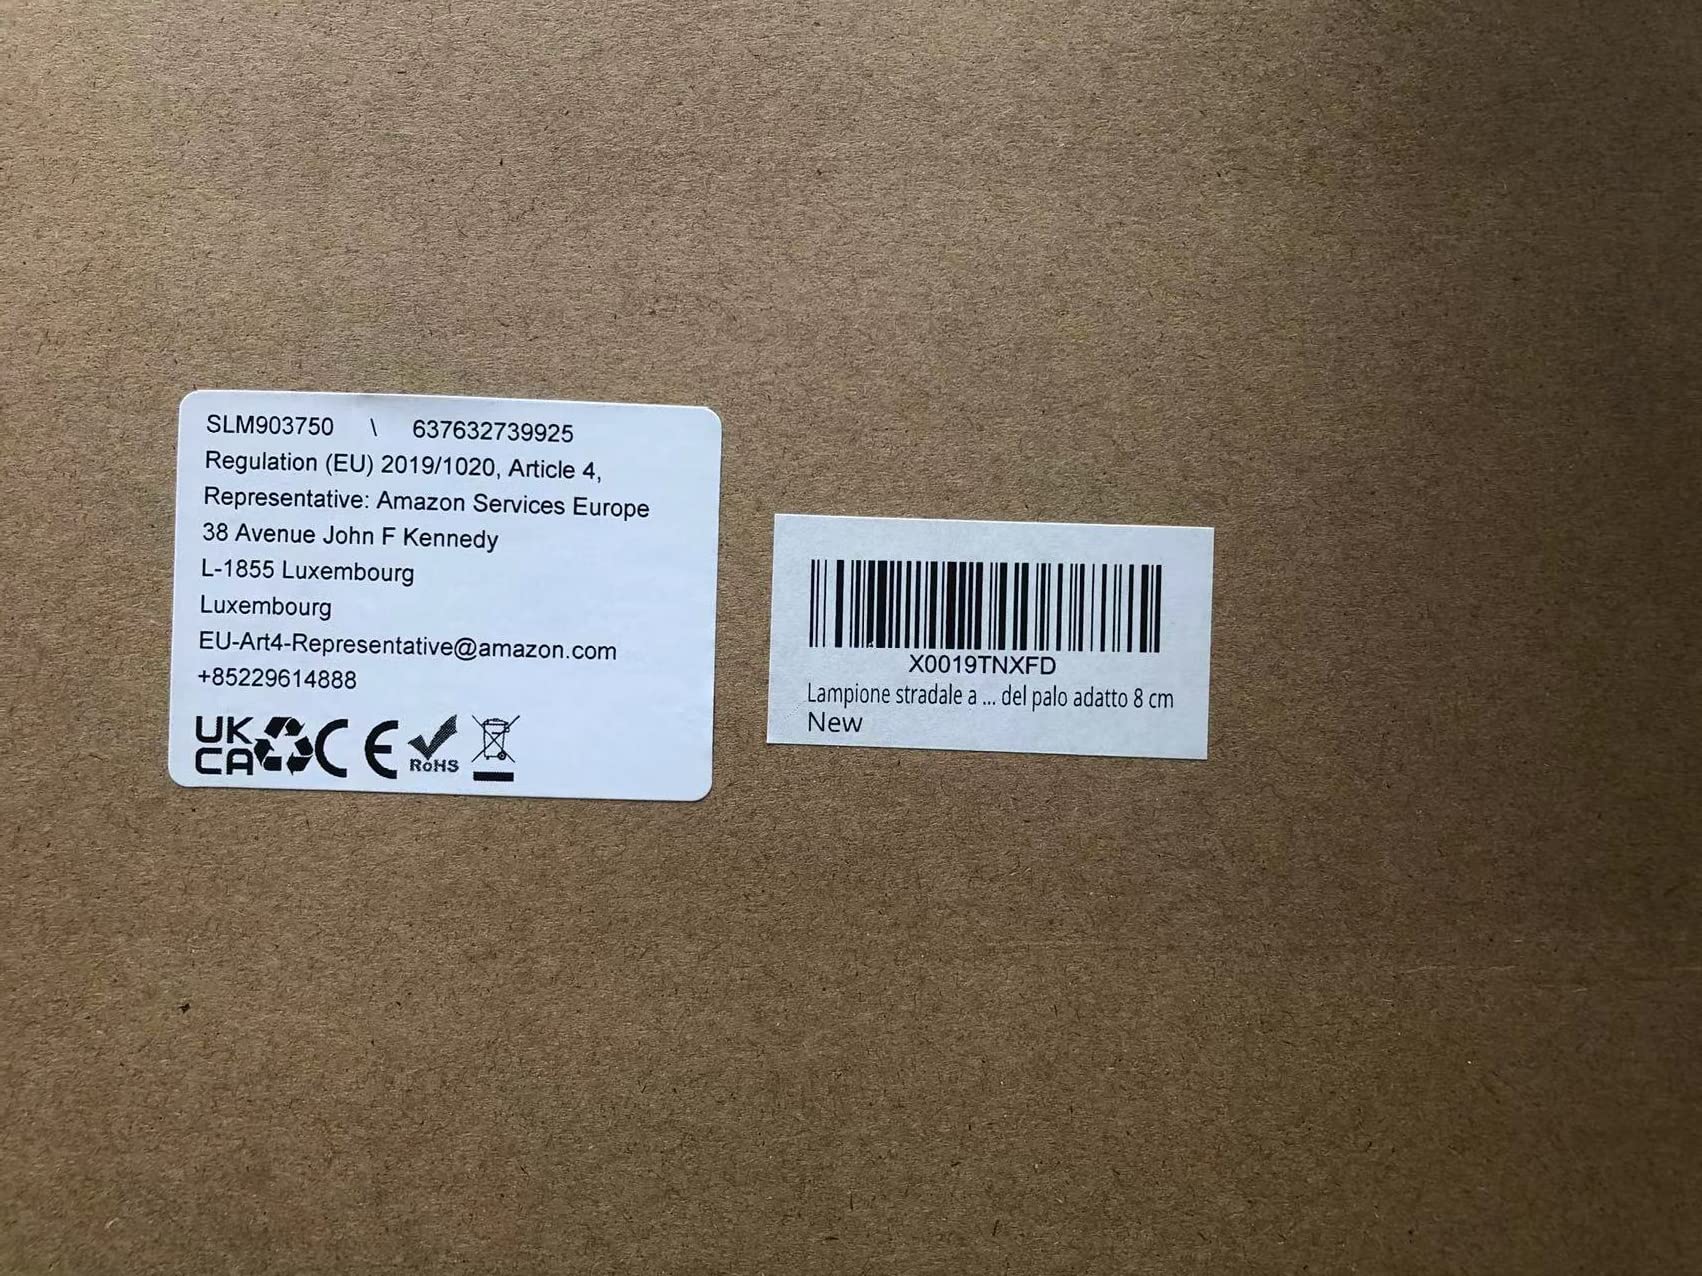 SLM903750 \ 637632739925
Regulation (EU) 2019/1020, Article 4,
Representative: Amazon Services Europe
38 Avenue John F Kennedy
L-1855 Luxembourg
Luxembourg
EU-Art4-Representative@amazon.com
+85229614888
UK
CA
CE
RoHS
X0019TNXFD
Lampione stradale a ... del palo adatto 8 cm
New